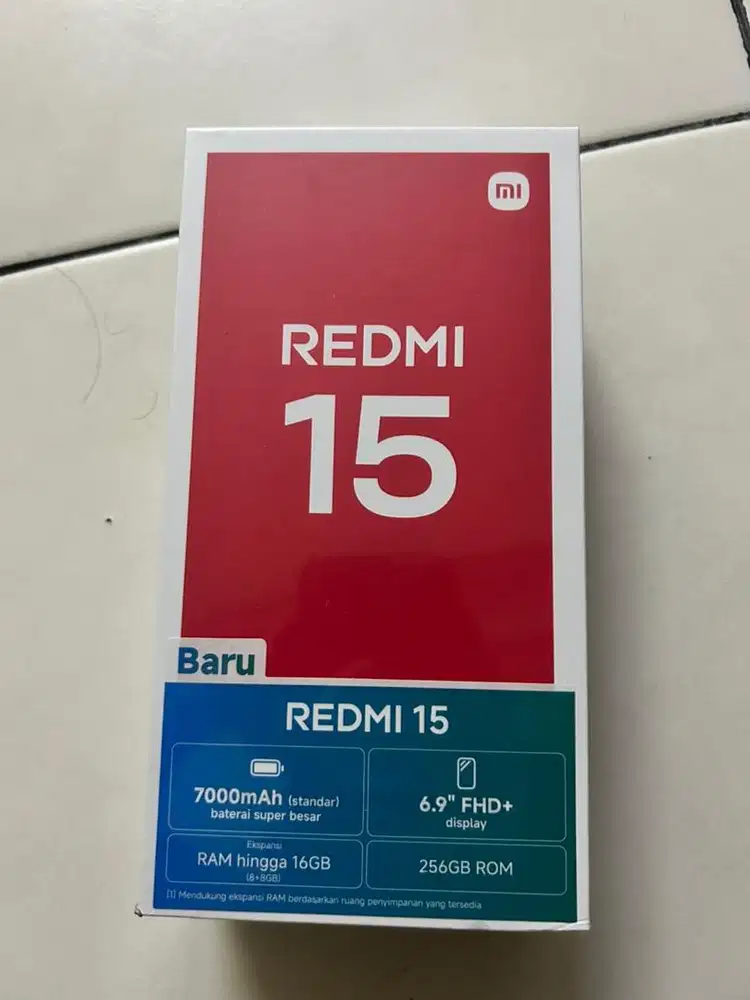 mi
REDMI
15
Baru
REDMI 15
7000mAh (standar)
baterai super besar
6.9" FHD+
display
Ekspansi
RAM hingga 16GB
(8+8GB)
256GB ROM
[1] Mendukung ekspansi RAM berdasarkan ruang penyimpanan yang tersedia